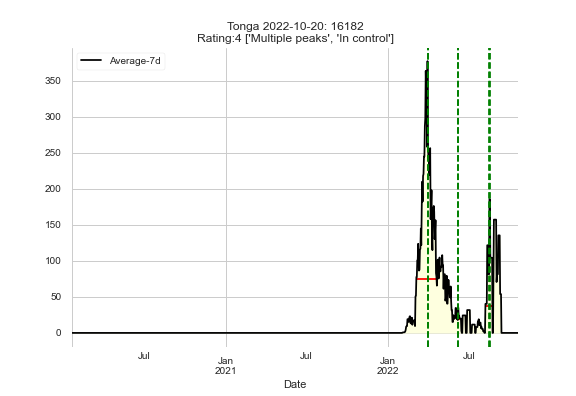 Tonga 2022-10-20: 16182
Rating:4 ['Multiple peaks', 'In control']
Average-7d
350
300
250
200
150
100
50
0
Jul
Jan
2021
Jul
Jan
2022
Jul
Date